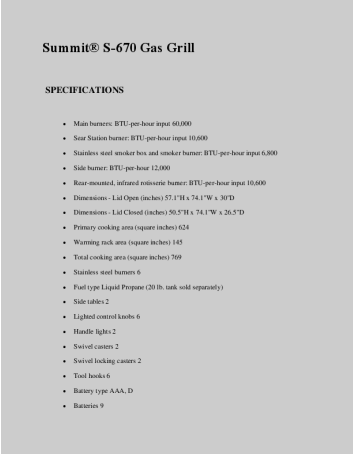 Summit® S-670 Gas Grill
SPECIFICATIONS
• Main burners: BTU-per-hour input 60,000
• Sear Station burner: BTU-per-hour input 10,600
• Stainless steel smoker box and smoker burner: BTU-per-hour input 6,800
• Side burner: BTU-per-hour 12,000
• Rear-mounted, infrared rotisserie burner: BTU-per-hour input 10,600
• Dimensions - Lid Open (inches) 57.1"H x 74.1"W x 30"D
• Dimensions - Lid Closed (inches) 50.5"H x 74.1"W x 26.5"D
• Primary cooking area (square inches) 624
• Warming rack area (square inches) 145
• Total cooking area (square inches) 769
• Stainless steel burners 6
• Fuel type Liquid Propane (20 lb. tank sold separately)
• Side tables 2
• Lighted control knobs 6
• Handle lights 2
• Swivel casters 2
• Swivel locking casters 2
• Tool hooks 6
• Battery type AAA, D
• Batteries 9